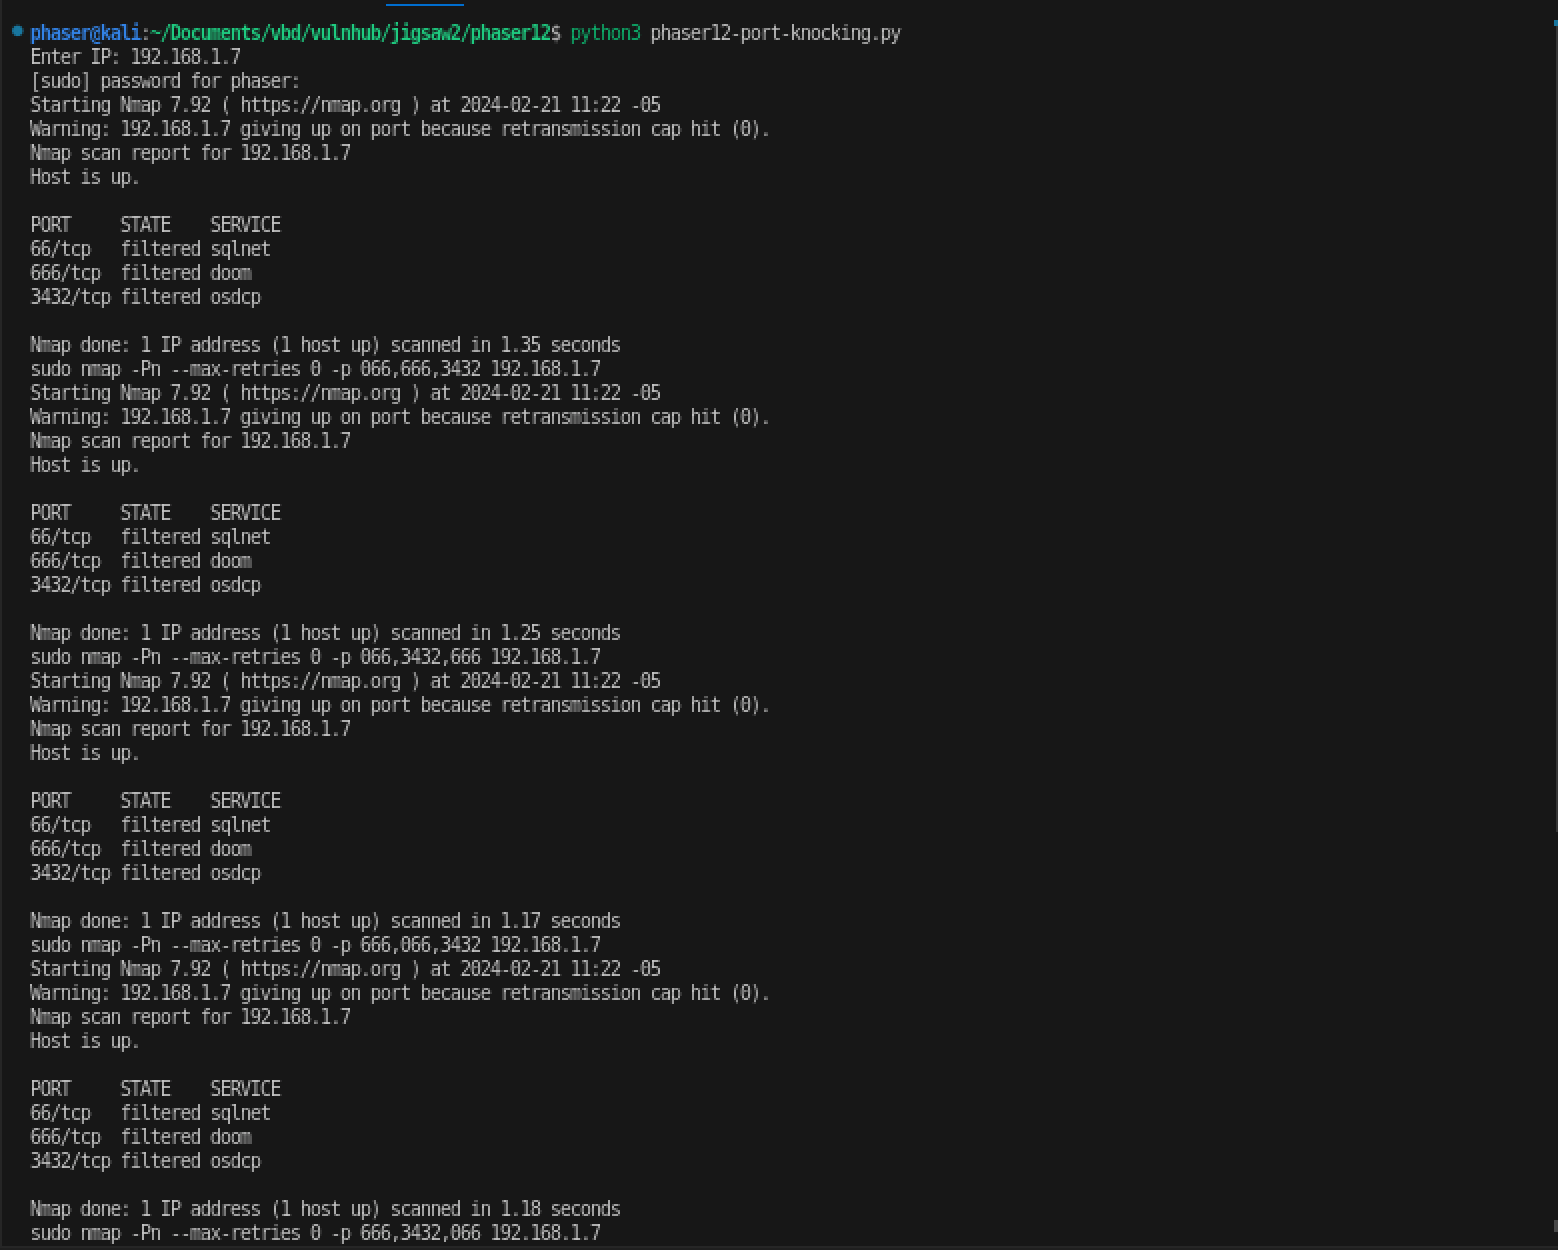 phaser@kali:~/Documents/vbd/vulnhub/jigsaw2/phaser12$ python3 phaser12-port-knocking.py
Enter IP: 192.168.1.7
[sudo] password for phaser:
Starting Nmap 7.92 ( https://nmap.org ) at 2024-02-21 11:22 -05
Warning: 192.168.1.7 giving up on port because retransmission cap hit (0).
Nmap scan report for 192.168.1.7
Host is up.

PORT     STATE    SERVICE
66/tcp   filtered sqlnet
666/tcp  filtered doom
3432/tcp filtered osdcp

Nmap done: 1 IP address (1 host up) scanned in 1.35 seconds
sudo nmap -Pn --max-retries 0 -p 066,666,3432 192.168.1.7
Starting Nmap 7.92 ( https://nmap.org ) at 2024-02-21 11:22 -05
Warning: 192.168.1.7 giving up on port because retransmission cap hit (0).
Nmap scan report for 192.168.1.7
Host is up.

PORT     STATE    SERVICE
66/tcp   filtered sqlnet
666/tcp  filtered doom
3432/tcp filtered osdcp

Nmap done: 1 IP address (1 host up) scanned in 1.25 seconds
sudo nmap -Pn --max-retries 0 -p 066,3432,666 192.168.1.7
Starting Nmap 7.92 ( https://nmap.org ) at 2024-02-21 11:22 -05
Warning: 192.168.1.7 giving up on port because retransmission cap hit (0).
Nmap scan report for 192.168.1.7
Host is up.

PORT     STATE    SERVICE
66/tcp   filtered sqlnet
666/tcp  filtered doom
3432/tcp filtered osdcp

Nmap done: 1 IP address (1 host up) scanned in 1.17 seconds
sudo nmap -Pn --max-retries 0 -p 666,066,3432 192.168.1.7
Starting Nmap 7.92 ( https://nmap.org ) at 2024-02-21 11:22 -05
Warning: 192.168.1.7 giving up on port because retransmission cap hit (0).
Nmap scan report for 192.168.1.7
Host is up.

PORT     STATE    SERVICE
66/tcp   filtered sqlnet
666/tcp  filtered doom
3432/tcp filtered osdcp

Nmap done: 1 IP address (1 host up) scanned in 1.18 seconds
sudo nmap -Pn --max-retries 0 -p 666,3432,066 192.168.1.7